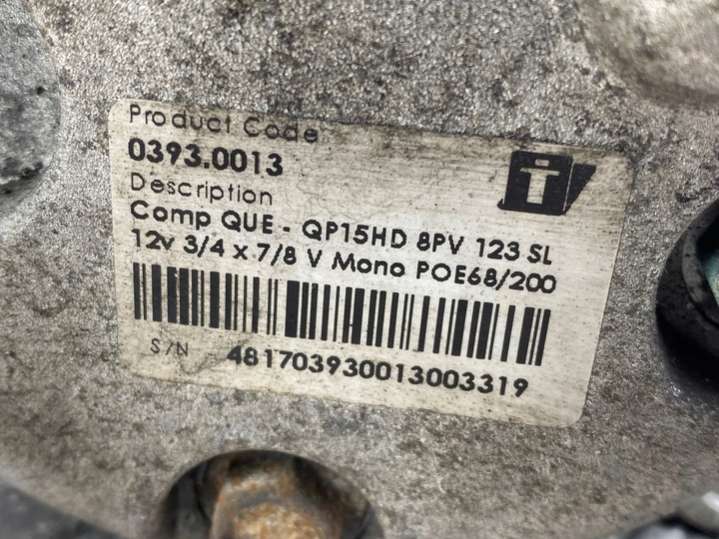 Product Code
0393.0013
Description
Comp QUE - QP15HD 8PV 123 SL
12v 3/4 x 7/8 V Mono POE68/200
S/N 481703930013003319
T